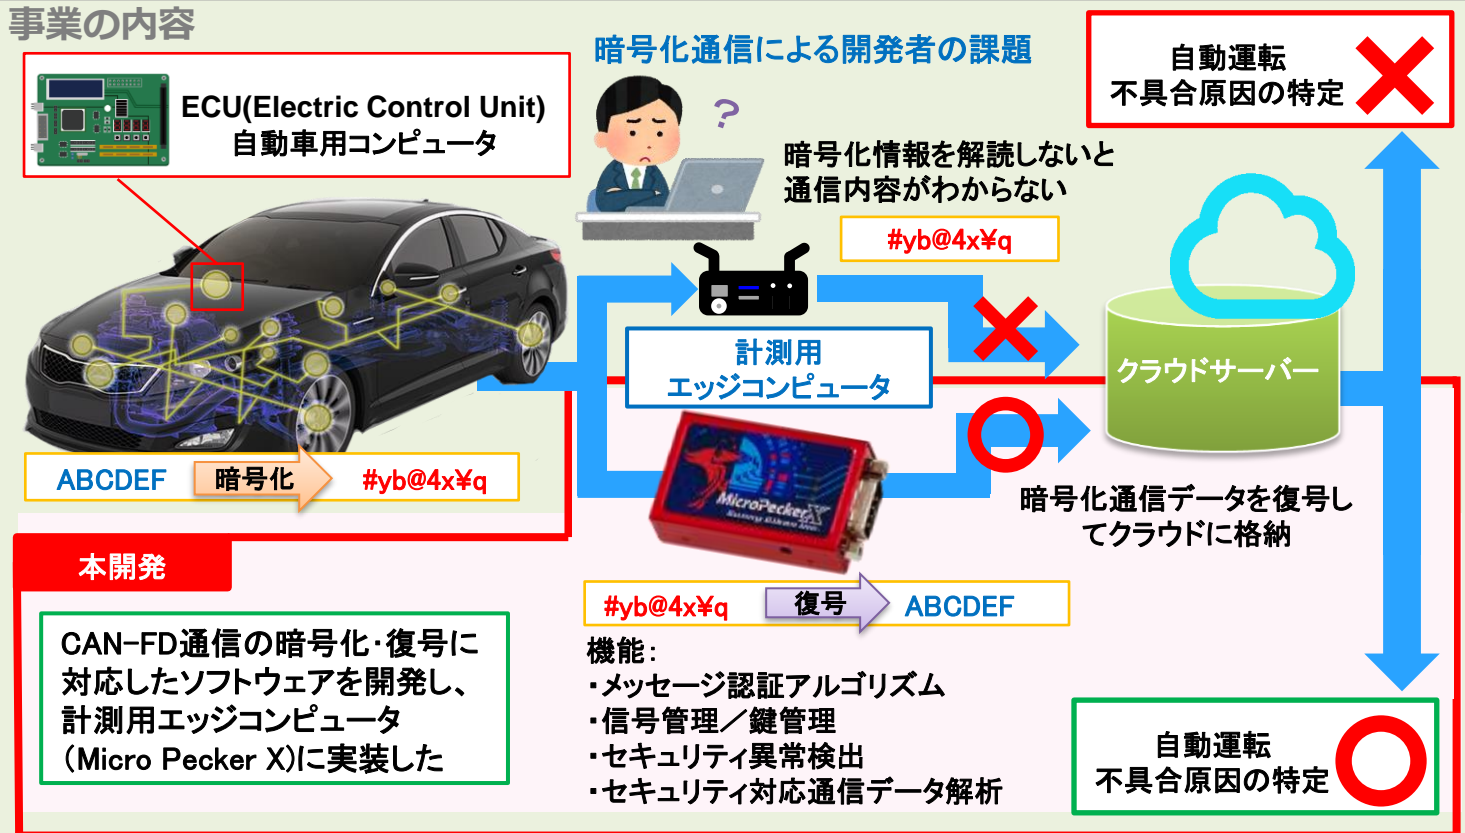 事業の内容
ECU(Electric Control Unit)
自動車用コンピュータ
暗号化通信による開発者の課題
?
暗号化情報を解読しないと
通信内容がわからない
#yb@4x¥q
自動運転
不具合原因の特定
計測用
エッジコンピュータ
クラウドサーバー
ABCDEF
暗号化
#yb@4x¥q
MicroPecker X
Sunny Giken Inc.
暗号化通信データを復号し
てクラウドに格納
本開発
CAN-FD通信の暗号化・復号に
対応したソフトウェアを開発し、
計測用エッジコンピュータ
(Micro Pecker X)に実装した
#yb@4x¥q
復号
ABCDEF
機能:
・メッセージ認証アルゴリズム
・信号管理/鍵管理
・セキュリティ異常検出
・セキュリティ対応通信データ解析
自動運転
不具合原因の特定